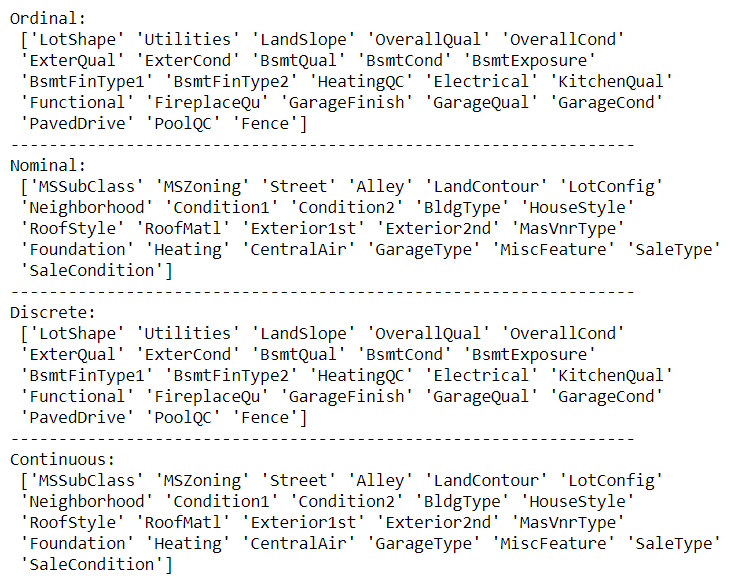 Ordinal:
['LotShape' 'Utilities' 'LandSlope' 'OverallQual' 'OverallCond'
'ExterQual' 'ExterCond' 'BsmtQual' 'BsmtCond' 'BsmtExposure'
'BsmtFinType1' 'BsmtFinType2' 'HeatingQC' 'Electrical' 'KitchenQual'
'Functional' 'FireplaceQu' 'GarageFinish' 'GarageQual' 'GarageCond'
'PavedDrive' 'PoolQC' 'Fence']
-----------------------------------------------------------------
Nominal:
['MSSubClass' 'MSZoning' 'Street' 'Alley' 'LandContour' 'LotConfig'
'Neighborhood' 'Condition1' 'Condition2' 'BldgType' 'HouseStyle'
'RoofStyle' 'RoofMatl' 'Exterior1st' 'Exterior2nd' 'MasVnrType'
'Foundation' 'Heating' 'CentralAir' 'GarageType' 'MiscFeature' 'SaleType'
'SaleCondition']
-----------------------------------------------------------------
Discrete:
['LotShape' 'Utilities' 'LandSlope' 'OverallQual' 'OverallCond'
'ExterQual' 'ExterCond' 'BsmtQual' 'BsmtCond' 'BsmtExposure'
'BsmtFinType1' 'BsmtFinType2' 'HeatingQC' 'Electrical' 'KitchenQual'
'Functional' 'FireplaceQu' 'GarageFinish' 'GarageQual' 'GarageCond'
'PavedDrive' 'PoolQC' 'Fence']
-----------------------------------------------------------------
Continuous:
['MSSubClass' 'MSZoning' 'Street' 'Alley' 'LandContour' 'LotConfig'
'Neighborhood' 'Condition1' 'Condition2' 'BldgType' 'HouseStyle'
'RoofStyle' 'RoofMatl' 'Exterior1st' 'Exterior2nd' 'MasVnrType'
'Foundation' 'Heating' 'CentralAir' 'GarageType' 'MiscFeature' 'SaleType'
'SaleCondition']